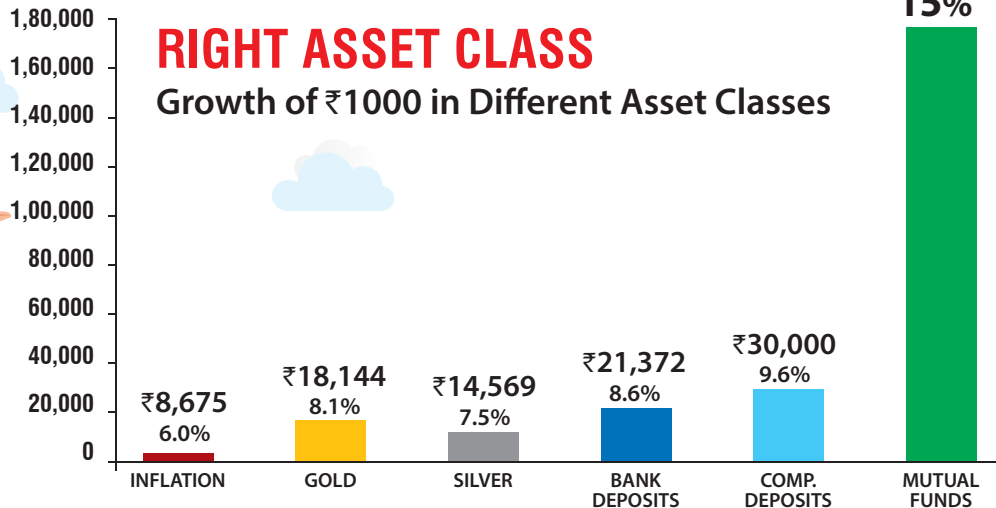 15%
1,80,000
RIGHT ASSET CLASS
1,60,000
Growth of ₹1000 in Different Asset Classes
1,40,000
1,20,000
1,00,000
80,000
60,000
40,000
20,000
0
₹8,675
6.0%
₹18,144
8.1%
₹14,569
7.5%
₹21,372
8.6%
₹30,000
9.6%
INFLATION
GOLD
SILVER
BANK
DEPOSITS
COMP.
DEPOSITS
MUTUAL
FUNDS